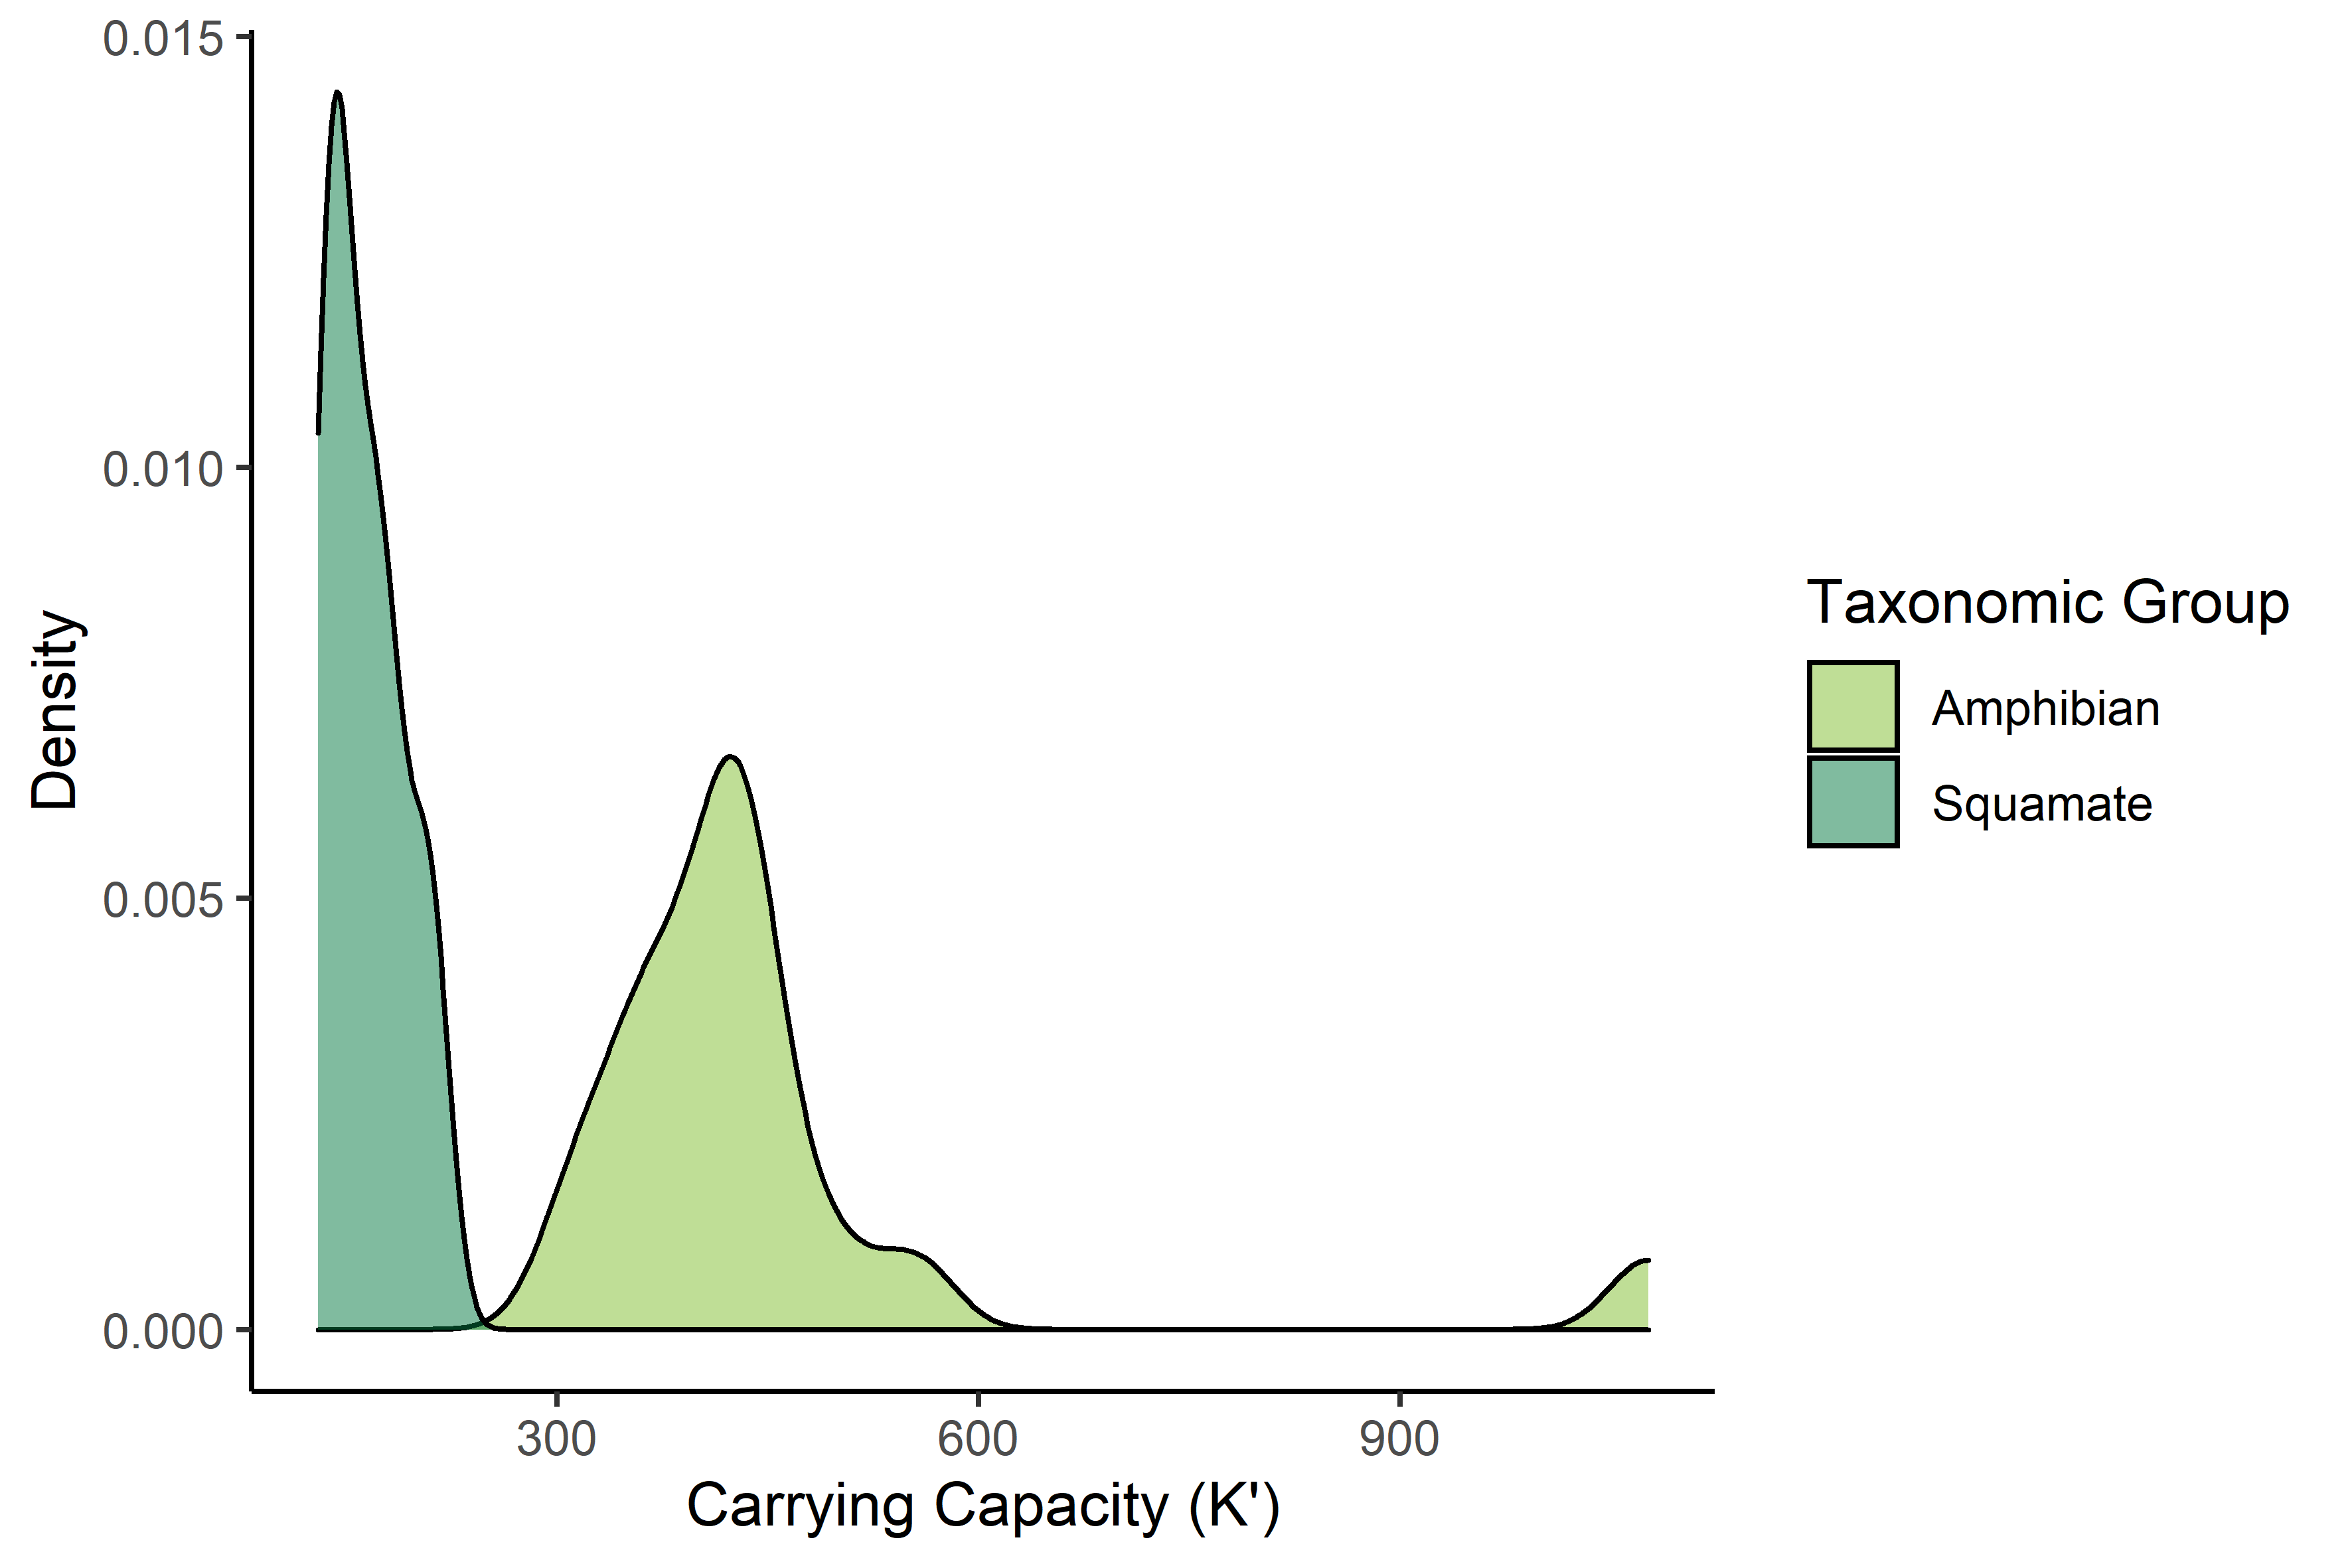 0.015
0.010
0.005
0.000
Density
300 600 900
Carrying Capacity (K')
Taxonomic Group
Amphibian
Squamate